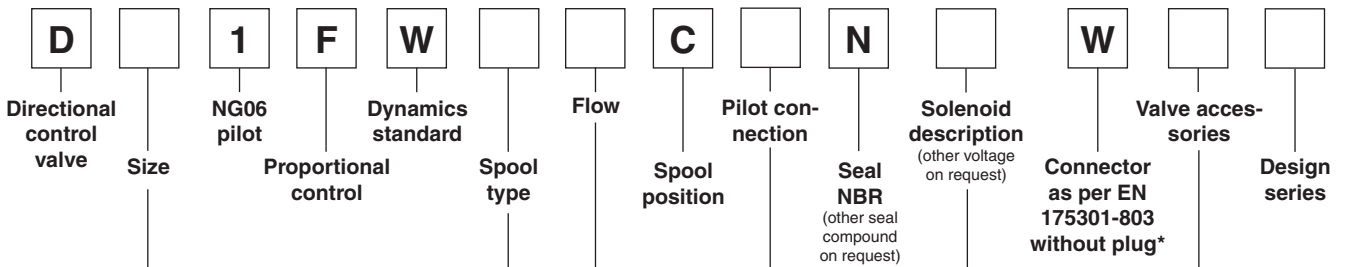 D 1 F W C N W
Directional
control
valve
Size
NG06
pilot
Proportional
control
Dynamics
standard
Spool
type
Flow
Spool
position
Pilot con-
nection
Seal
NBR
(other seal
compound
on request)
Solenoid
description
(other voltage
on request)
Connector
as per EN
175301-803
without plug*
Valve acces-
sories
Design
series